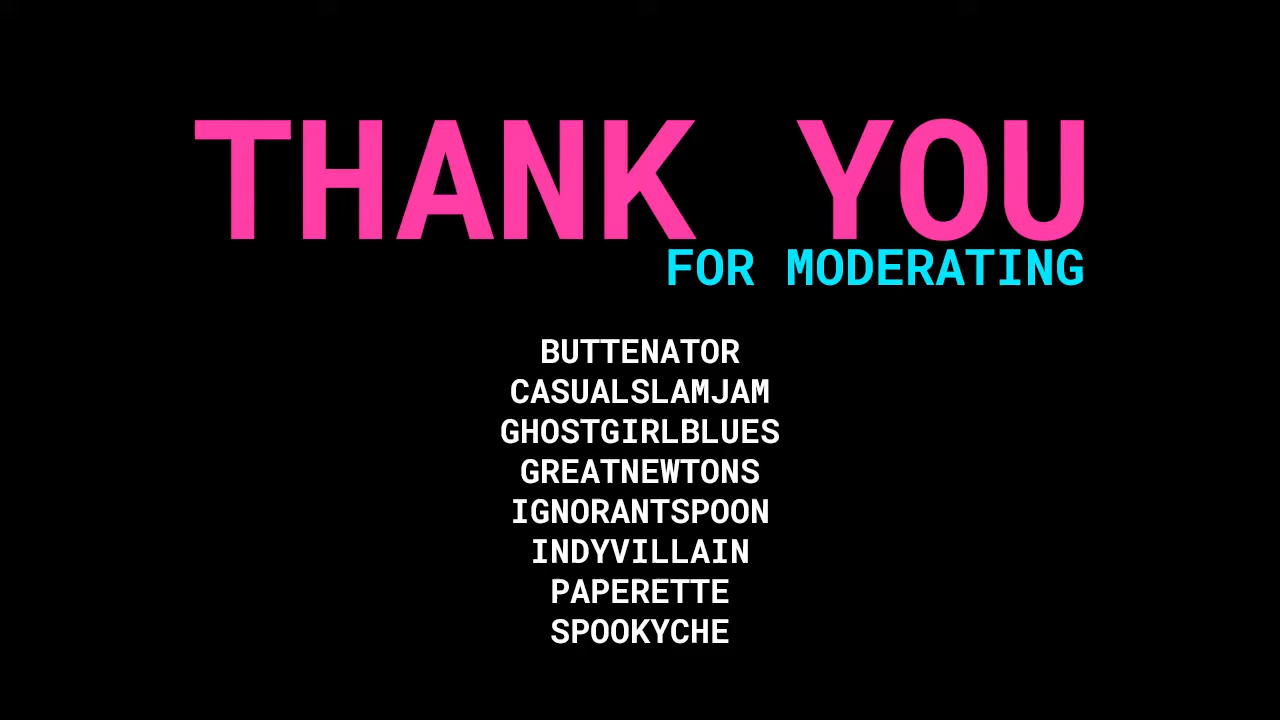 THANK YOU
FOR MODERATING
BUTTENATOR
CASUALSLAMJAM
GHOSTGIRLBLUES
GREATNEWTONS
IGNORANTSPOON
INDYVILLAIN
PAPERETTE
SPOOKYCHE